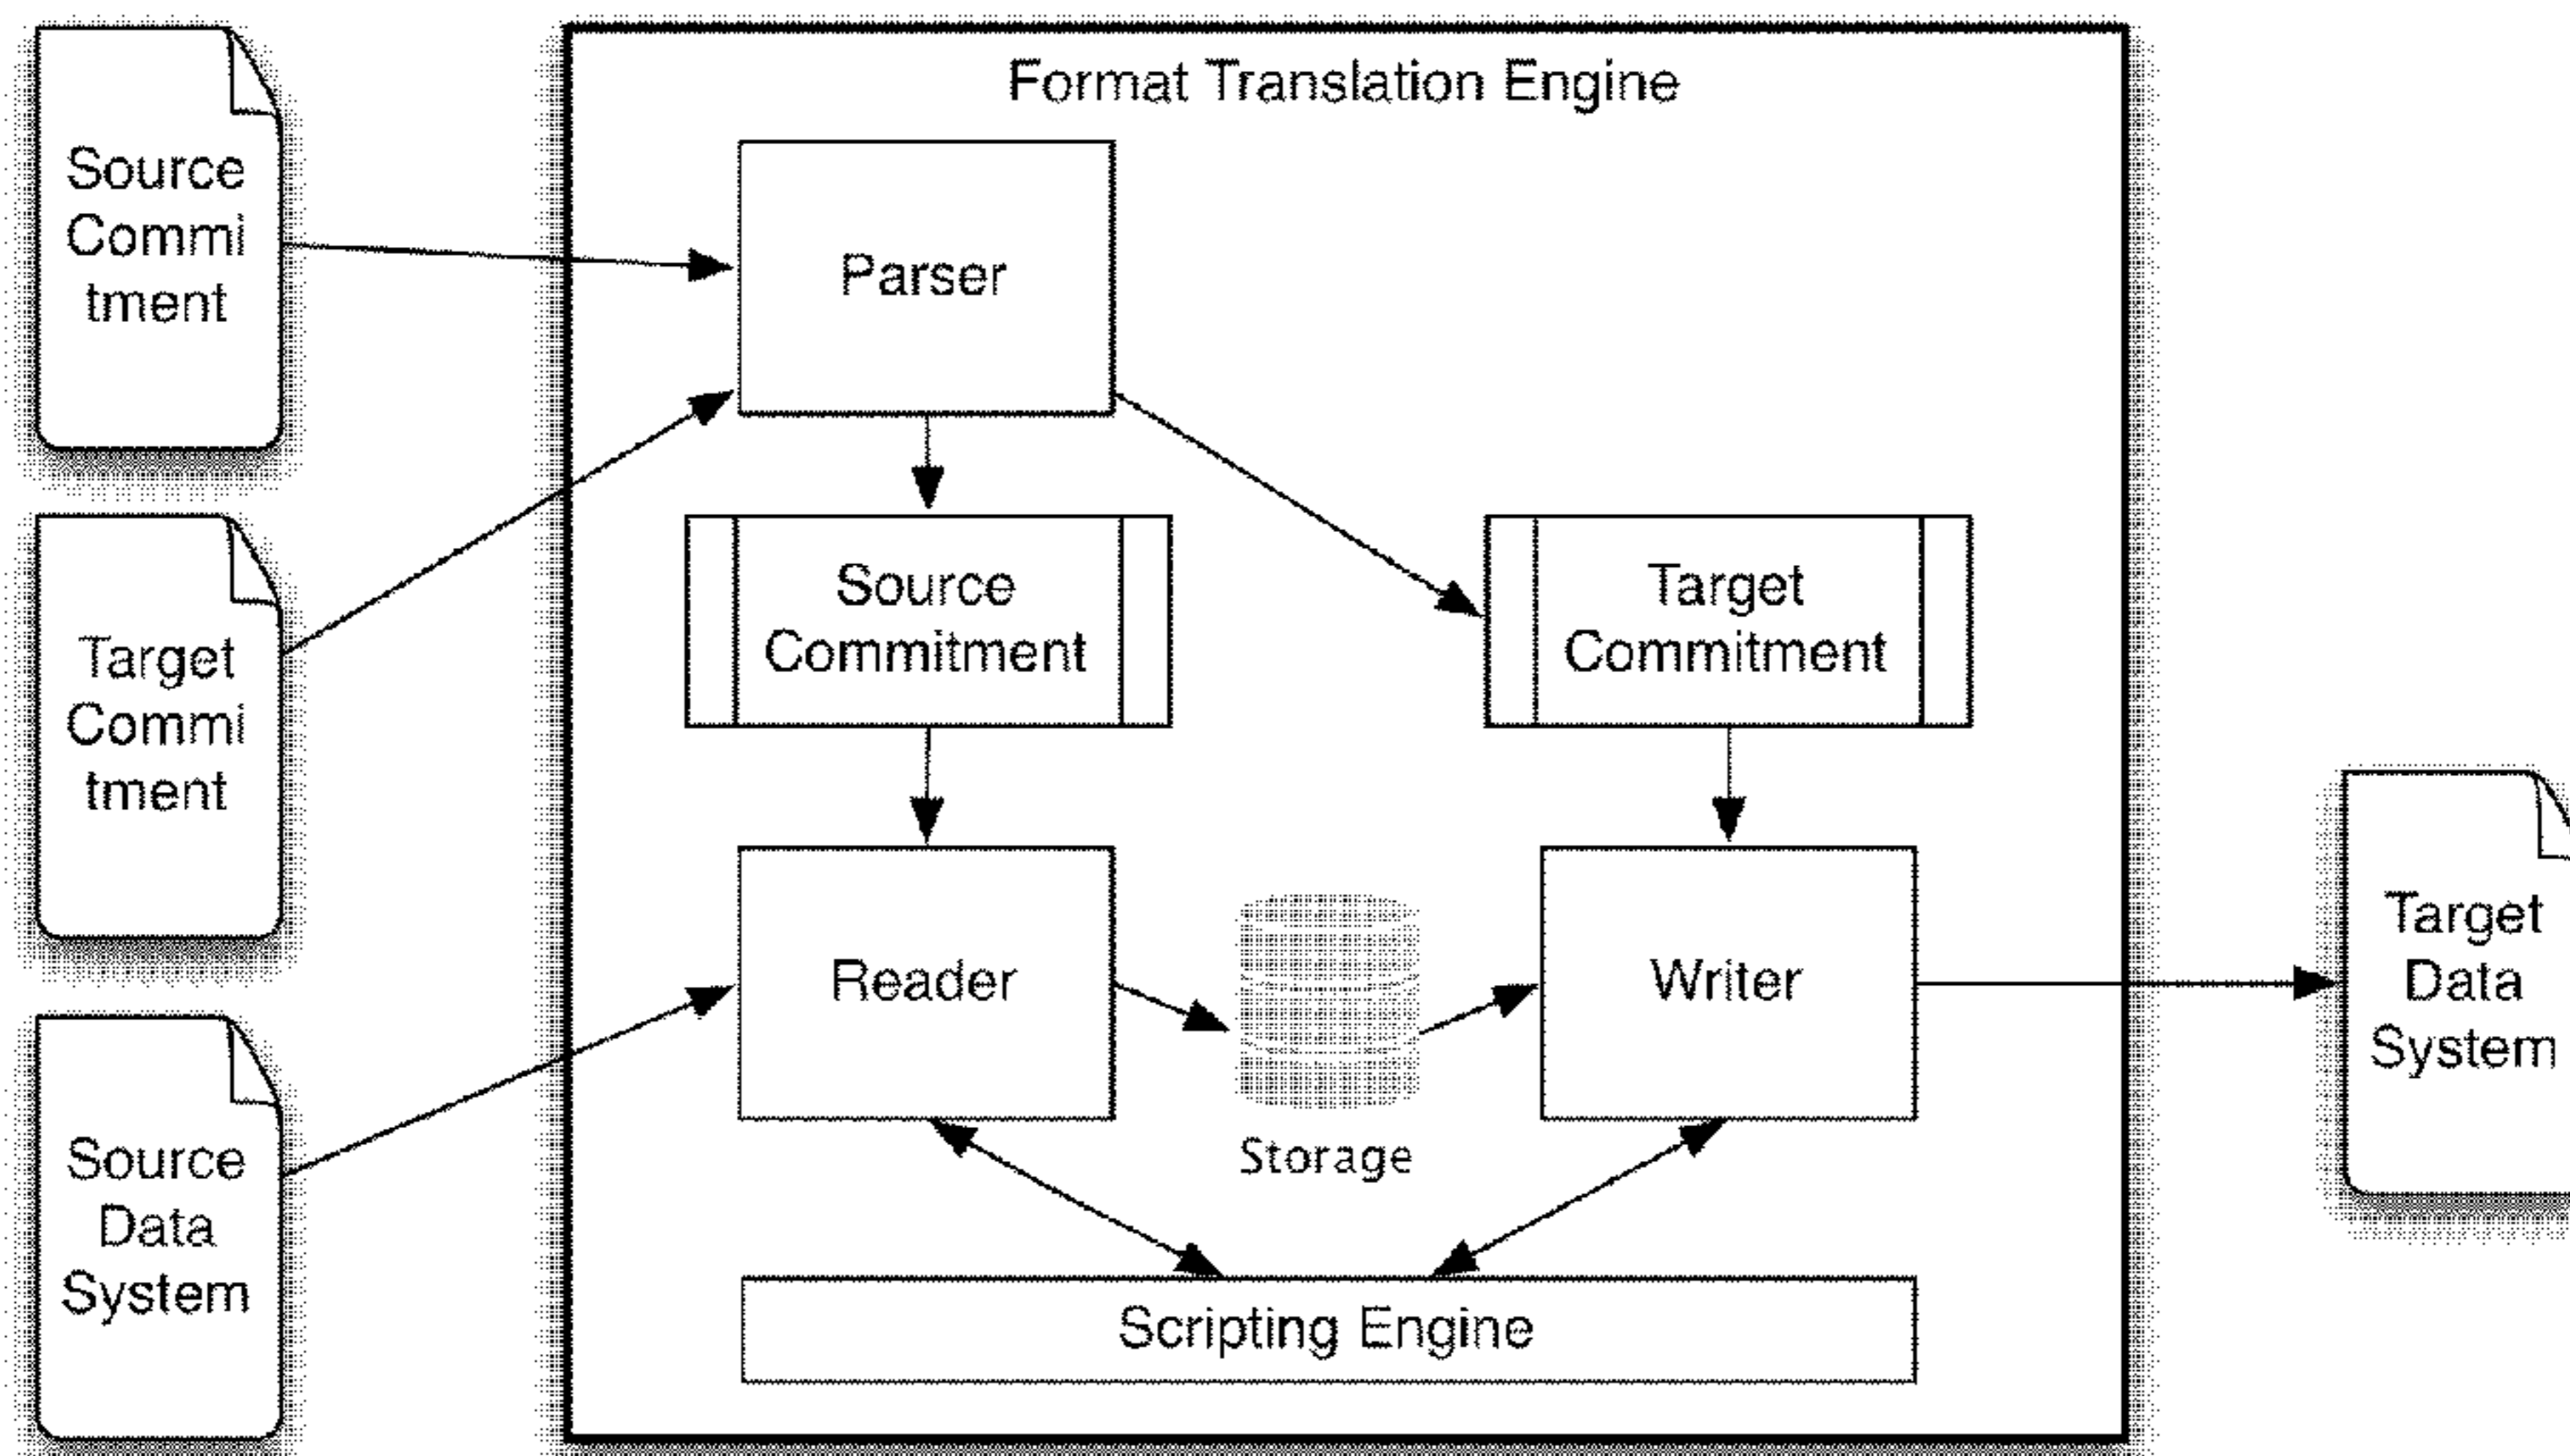 Format Translation Engine
Source
Commi
tment
Parser
Target
Commi
tment
Source
Commitment
Target
Commitment
Source
Data
System
Reader
Storage
Writer
Target
Data
System
Scripting Engine